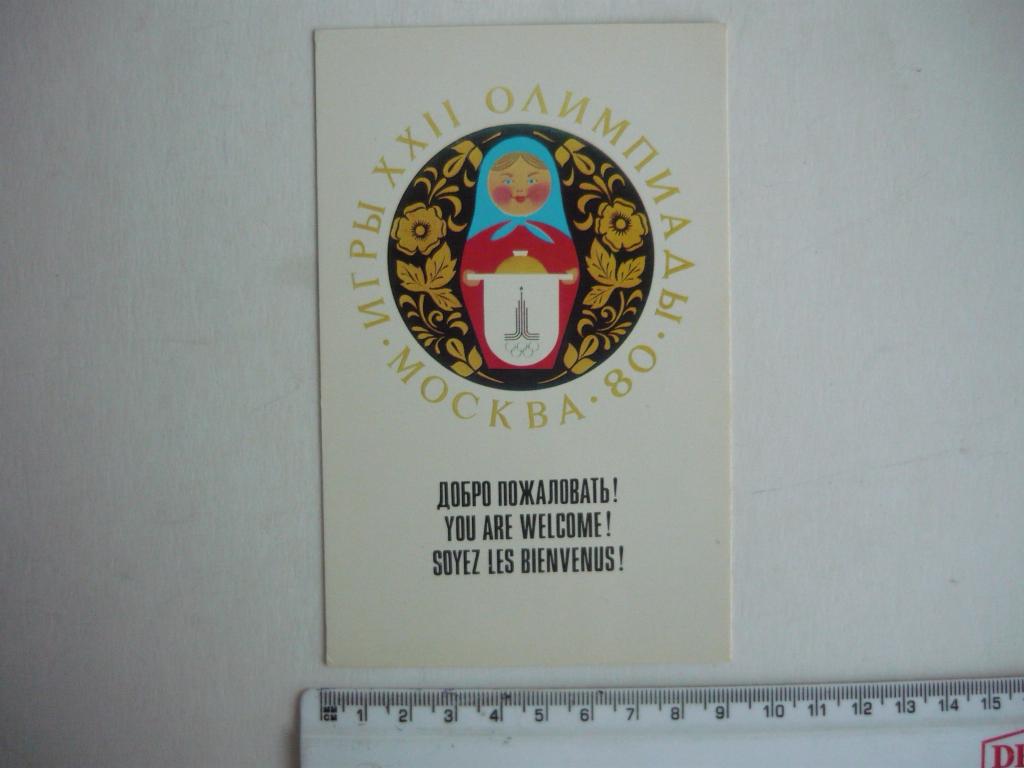 ИГРЫ XXII ОЛИМПИАДЫ
· МОСКВА · 80 ·
ДОБРО ПОЖАЛОВАТЬ!
YOU ARE WELCOME!
SOYEZ LES BIENVENUS!
1 2 3 4 5 6 7 8 9 10 11 12 13 14 15